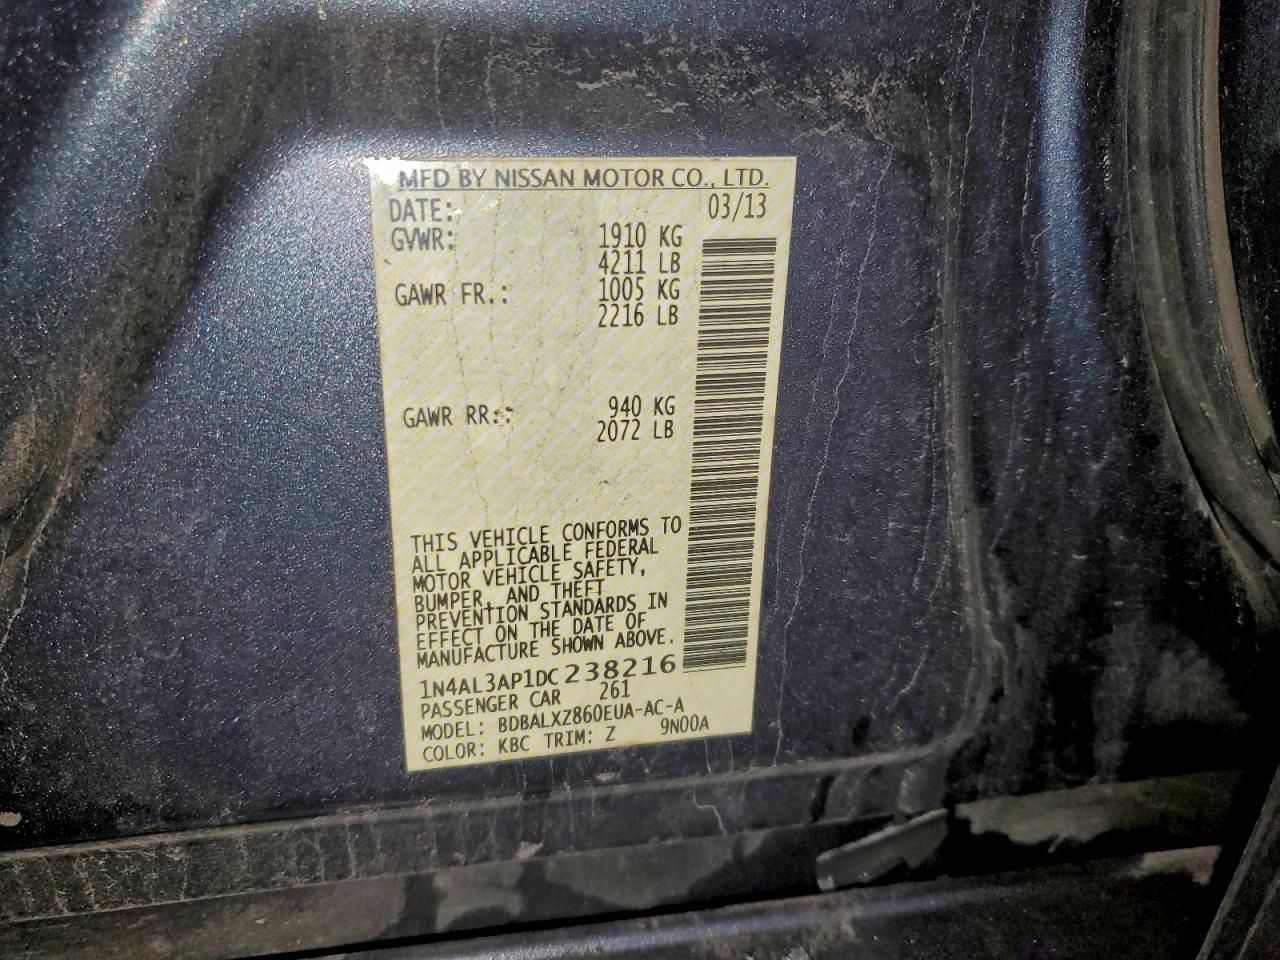 MFD BY NISSAN MOTOR CO., LTD.
DATE: 03/13
GVWR: 1910 KG
4211 LB
GAWR FR.: 1005 KG
2216 LB
GAWR RR.: 940 KG
2072 LB
THIS VEHICLE CONFORMS TO
ALL APPLICABLE FEDERAL
MOTOR VEHICLE SAFETY,
BUMPER, AND THEFT
PREVENTION STANDARDS IN
EFFECT ON THE DATE OF
MANUFACTURE SHOWN ABOVE.
1N4AL3AP1DC238216
PASSENGER CAR 261
MODEL: BDBALXZ860EUA-AC-A
COLOR: KBC TRIM: Z 9N00A